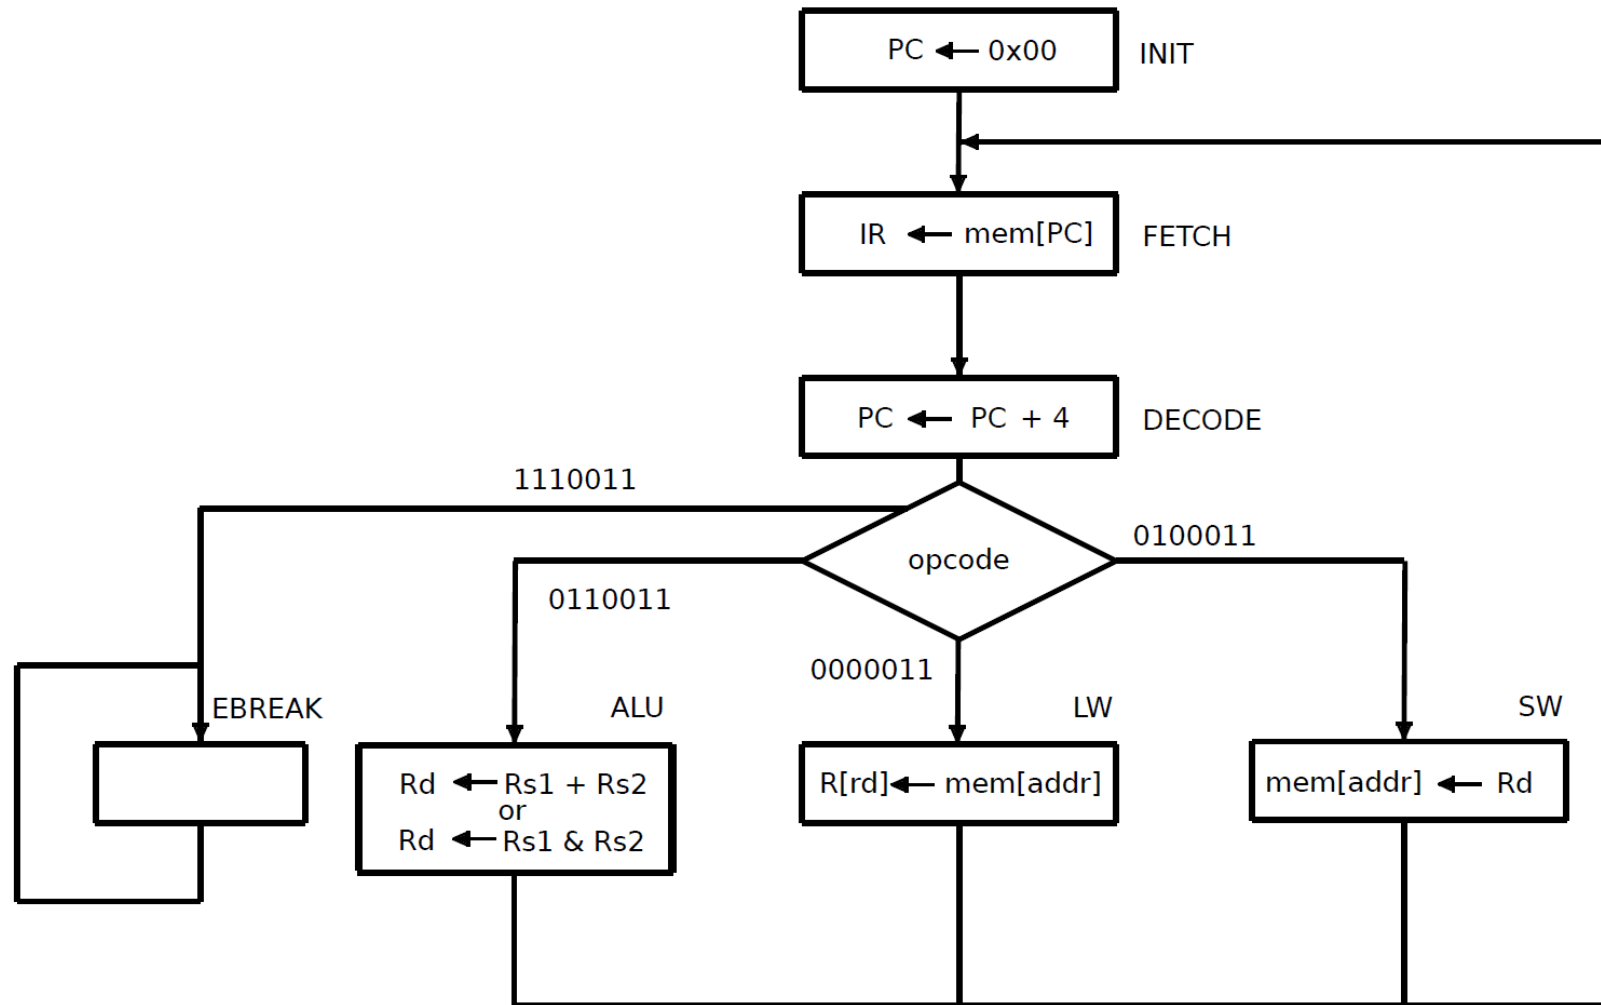 PC ← 0x00
INIT
IR ← mem[PC]
FETCH
PC ← PC + 4
DECODE
1110011
0100011
opcode
0110011
0000011
EBREAK
ALU
LW
SW
Rd ← Rs1 + Rs2
or
Rd ← Rs1 & Rs2
R[rd] ← mem[addr]
mem[addr] ← Rd